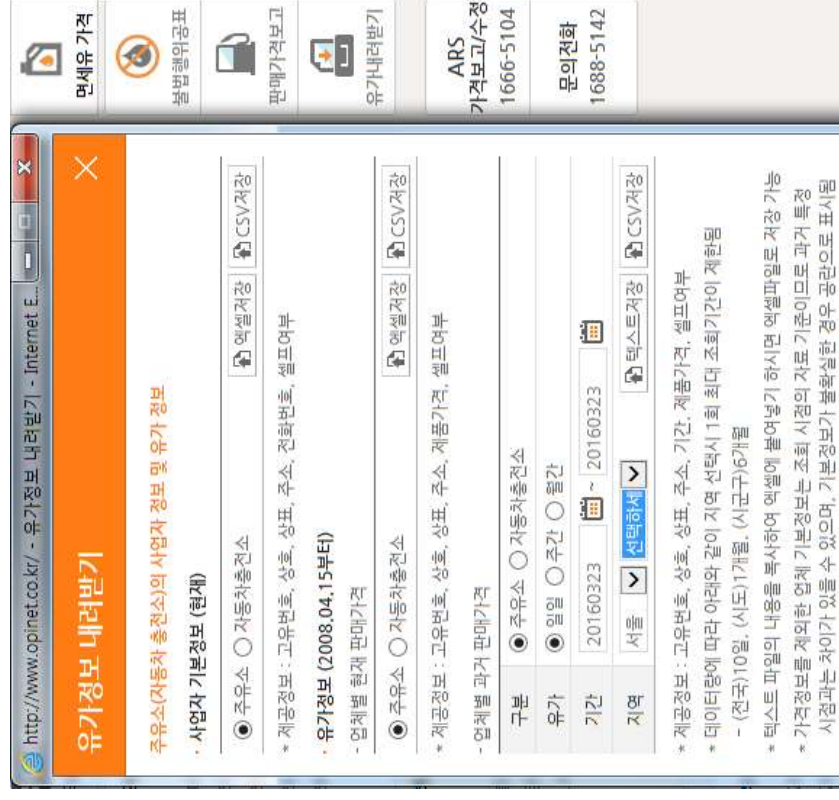 http://www.opinet.co.kr/ - 유가정보 내려받기 - Internet E...
유가정보 내려받기
주유소(자동차 충전소)의 사업자 정보 및 유가 정보
· 사업자 기본정보 (현재)
주유소 자동차충전소 엑셀저장 CSV저장
* 제공정보 : 고유번호, 상호, 상표, 주소, 전화번호, 셀프여부
· 유가정보 (2008.04.15부터)
- 업체별 현재 판매가격
주유소 자동차충전소 엑셀저장 CSV저장
* 제공정보 : 고유번호, 상호, 상표, 주소, 제품가격, 셀프여부
- 업체별 과거 판매가격
구분 주유소 자동차충전소
유가 일일 주간 월간
기간 20160323 ~ 20160323
지역 서울 선택하세 텍스트저장 CSV저장
* 제공정보 : 고유번호, 상호, 상표, 주소, 기간, 제품가격, 셀프여부
* 데이터량에 따라 아래와 같이 지역 선택시 1회 최대 조회기간이 제한됨
- (전국)10일, (시도)1개월, (시군구)6개월
* 텍스트 파일의 내용을 복사하여 엑셀에 붙여넣기 하시면 엑셀파일로 저장 가능
* 가격정보를 제외한 업체 기본정보는 조회 시점의 자료 기준이므로 과거 특정
시점과는 차이가 있을 수 있으며, 기본정보가 불확실한 경우 공란으로 표시됨
면세유 가격
불법행위공표
판매가격보고
유가내려받기
ARS
가격보고/수정
1666-5104
문의전화
1688-5142